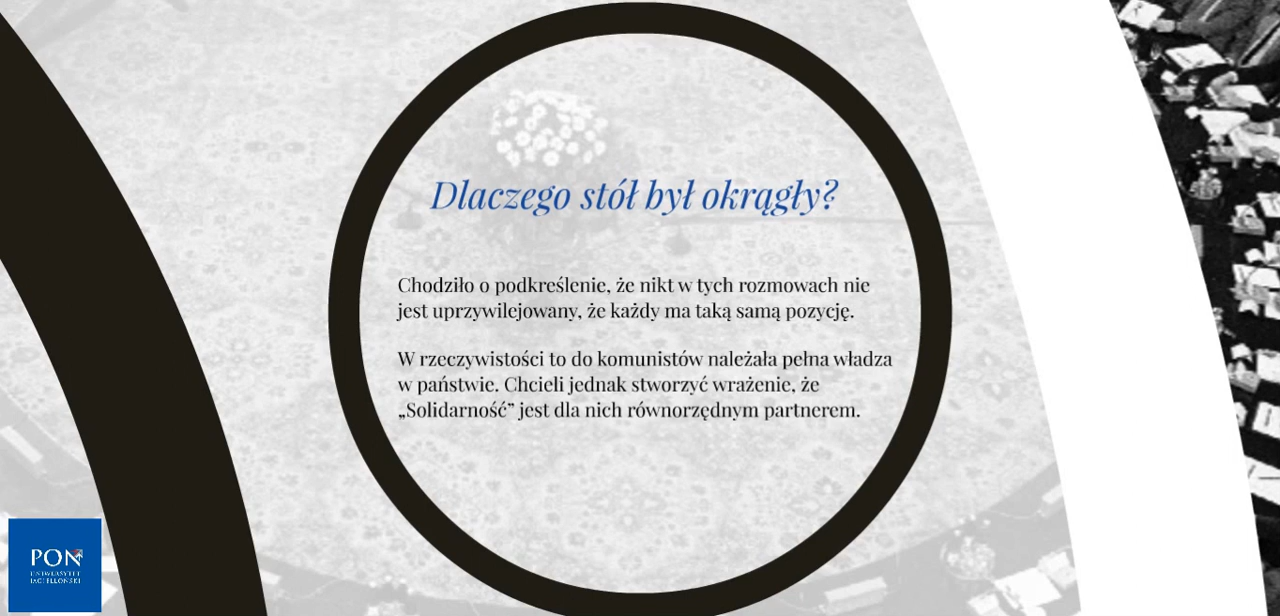 Dlaczego stół był okrągły?
Chodziło o podkreślenie, że nikt w tych rozmowach nie
jest uprzywilejowany, że każdy ma taką samą pozycję.
W rzeczywistości to do komunistów należała pełna władza
w państwie. Chcieli jednak stworzyć wrażenie, że
„Solidarność” jest dla nich równorzędnym partnerem.
PON
UNIWERSYTET
JAGIELLOŃSKI